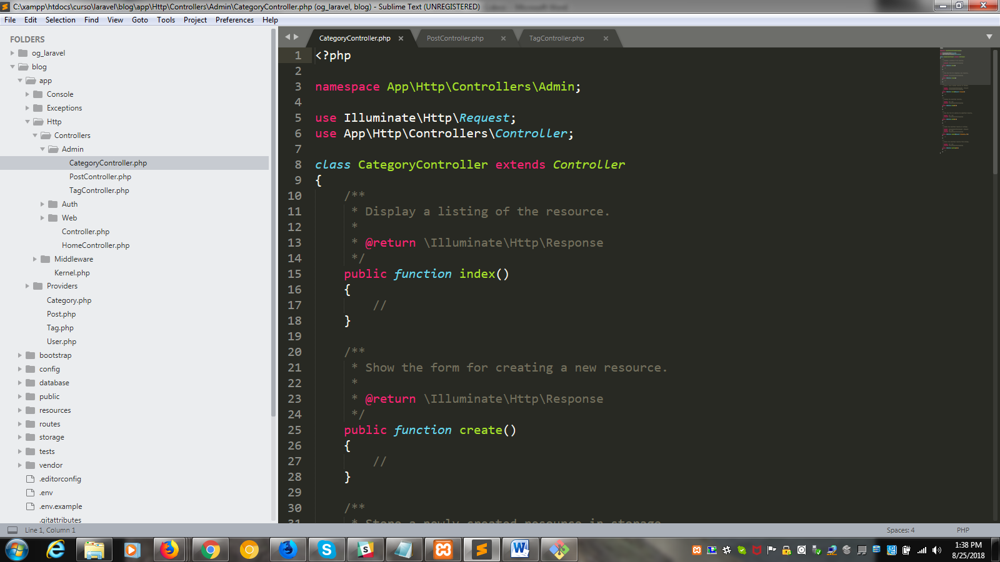 C:\xampp\htdocs\curso\laravel\blog\app\Http\Controllers\Admin\CategoryController.php (og_laravel, blog) - Sublime Text (UNREGISTERED)
File Edit Selection Find View Goto Tools Project Preferences Help
FOLDERS
og_laravel
blog
app
Console
Exceptions
Http
Controllers
Admin
CategoryController.php
PostController.php
TagController.php
Auth
Web
Controller.php
HomeController.php
Middleware
Kernel.php
Providers
Category.php
Post.php
Tag.php
User.php
bootstrap
config
database
public
resources
routes
storage
tests
vendor
.editorconfig
.env
.env.example
.gitattributes
CategoryController.php PostController.php TagController.php
1 <?php
2
3 namespace App\Http\Controllers\Admin;
4
5 use Illuminate\Http\Request;
6 use App\Http\Controllers\Controller;
7
8 class CategoryController extends Controller
9 {
10 /**
11 * Display a listing of the resource.
12 *
13 * @return \Illuminate\Http\Response
14 */
15 public function index()
16 {
17 //
18 }
19
20 /**
21 * Show the form for creating a new resource.
22 *
23 * @return \Illuminate\Http\Response
24 */
25 public function create()
26 {
27 //
28 }
29
30 /**
31 * Store a newly created resource in storage.
Line 1, Column 1
Spaces: 4 PHP
1:38 PM
8/25/2018